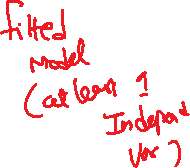 fitted
model
(at least 1
Independ
Var)